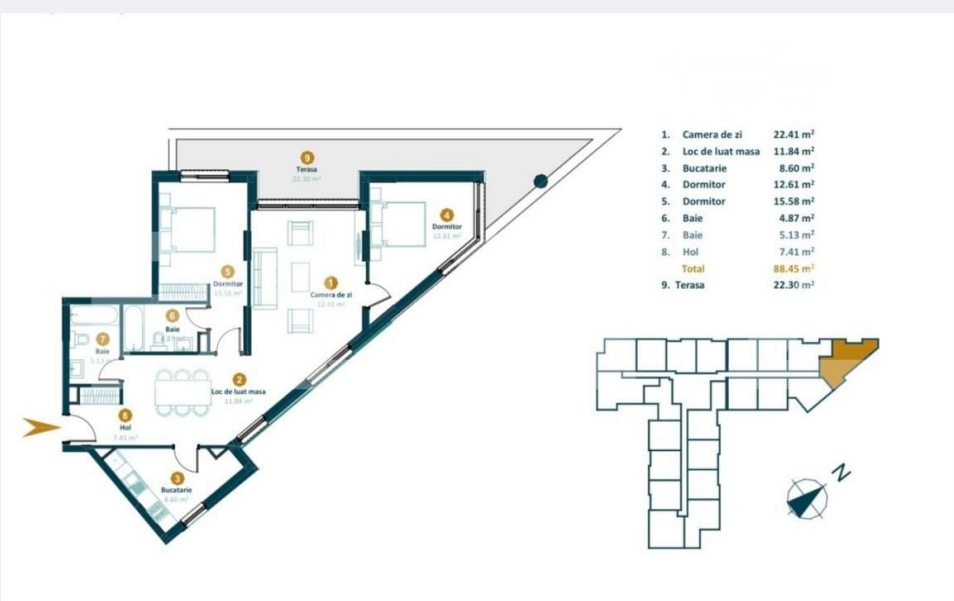 9
Terasa
22.30 m²
4
Dormitor
12.61 m²
5
Dormitor
15.58 m²
1
Camera de zi
22.41 m²
6
Baie
4.87 m²
7
Baie
5.13 m²
2
Loc de luat masa
11.84 m²
8
Hol
7.41 m²
3
Bucatarie
8.60 m²
1. Camera de zi 22.41 m²
2. Loc de luat masa 11.84 m²
3. Bucatarie 8.60 m²
4. Dormitor 12.61 m²
5. Dormitor 15.58 m²
6. Baie 4.87 m²
7. Baie 5.13 m²
8. Hol 7.41 m²
Total 88.45 m²
9. Terasa 22.30 m²
N